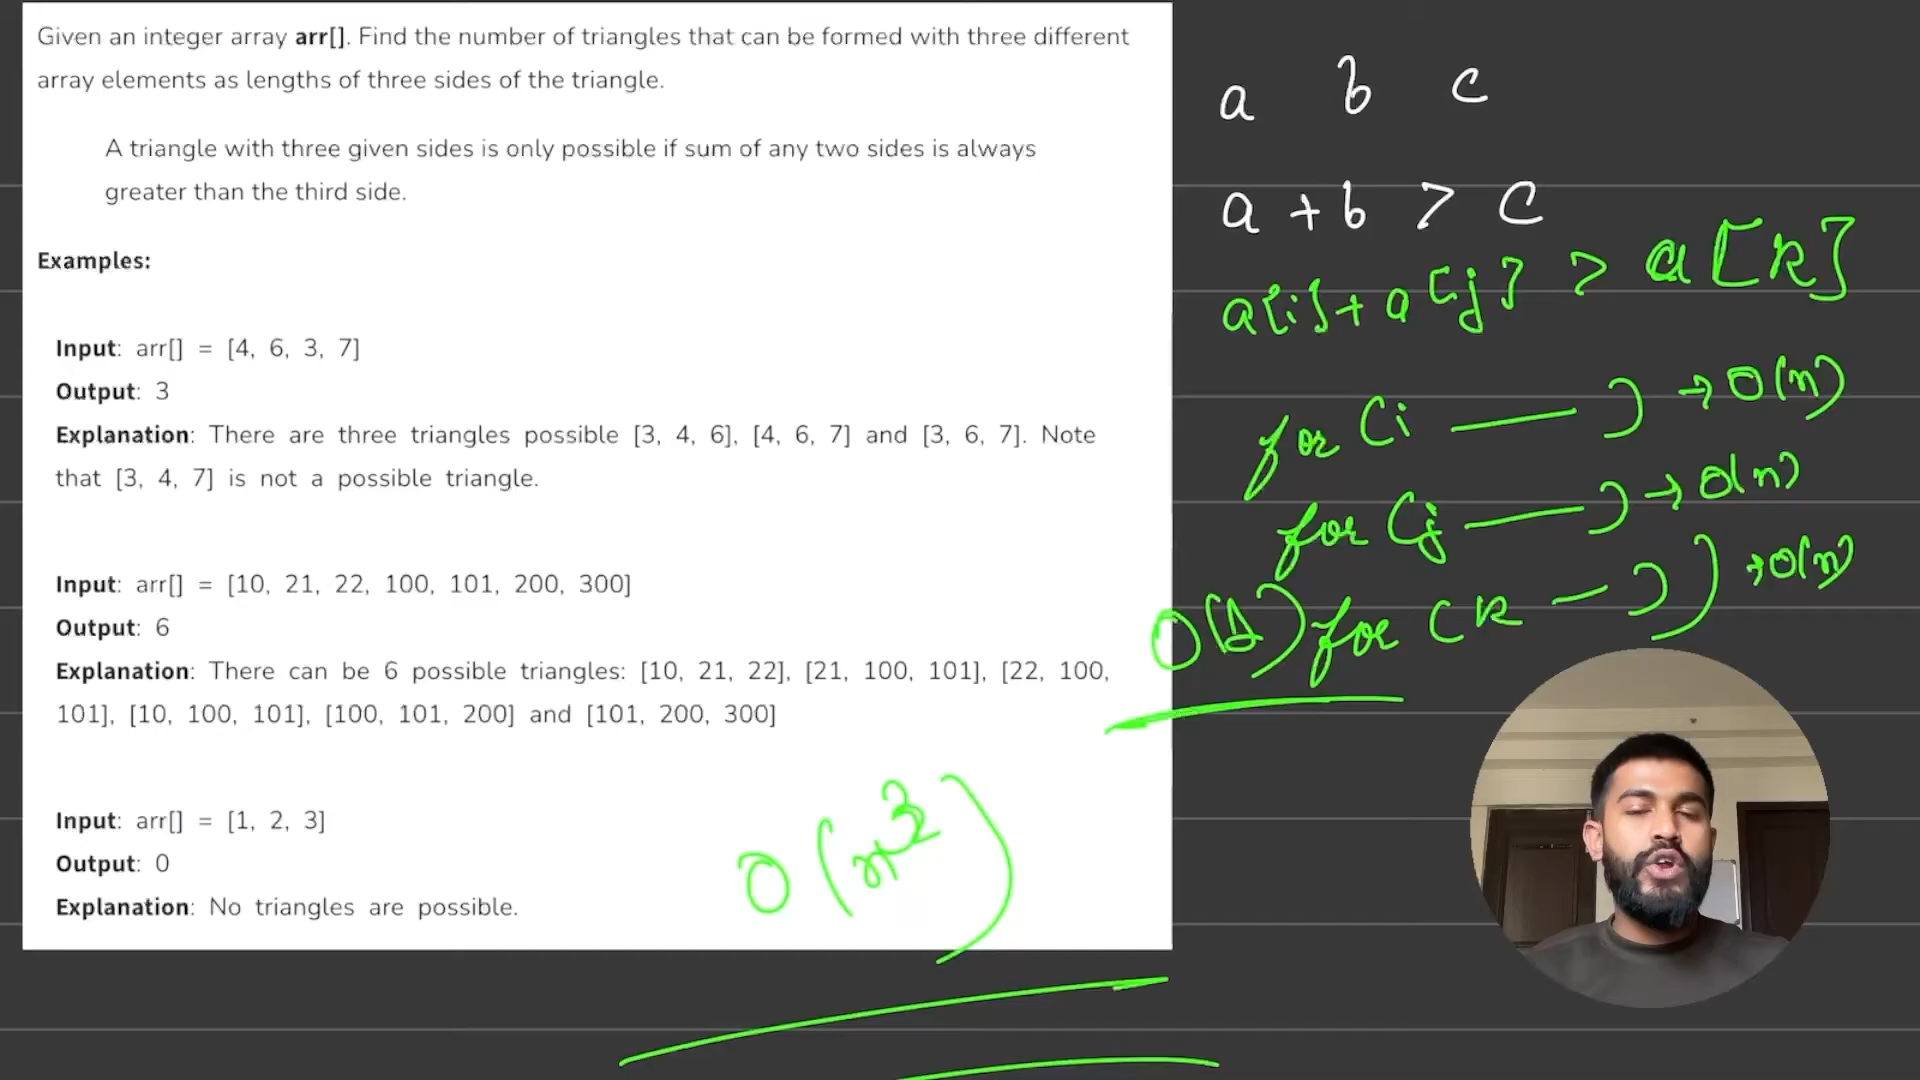 Given an integer array arr[]. Find the number of triangles that can be formed with three different
array elements as lengths of three sides of the triangle.
A triangle with three given sides is only possible if sum of any two sides is always
greater than the third side.
Examples:
Input: arr[] = [4, 6, 3, 7]
Output: 3
Explanation: There are three triangles possible [3, 4, 6], [4, 6, 7] and [3, 6, 7]. Note
that [3, 4, 7] is not a possible triangle.
Input: arr[] = [10, 21, 22, 100, 101, 200, 300]
Output: 6
Explanation: There can be 6 possible triangles: [10, 21, 22], [21, 100, 101], [22, 100,
101], [10, 100, 101], [100, 101, 200] and [101, 200, 300]
Input: arr[] = [1, 2, 3]
Output: 0
Explanation: No triangles are possible.
a b c
a + b > c
a[i] + a[j] > a[k]
for (i — ) → O(n)
for (j — ) → O(n)
for (k — ) → O(n)
O(1)